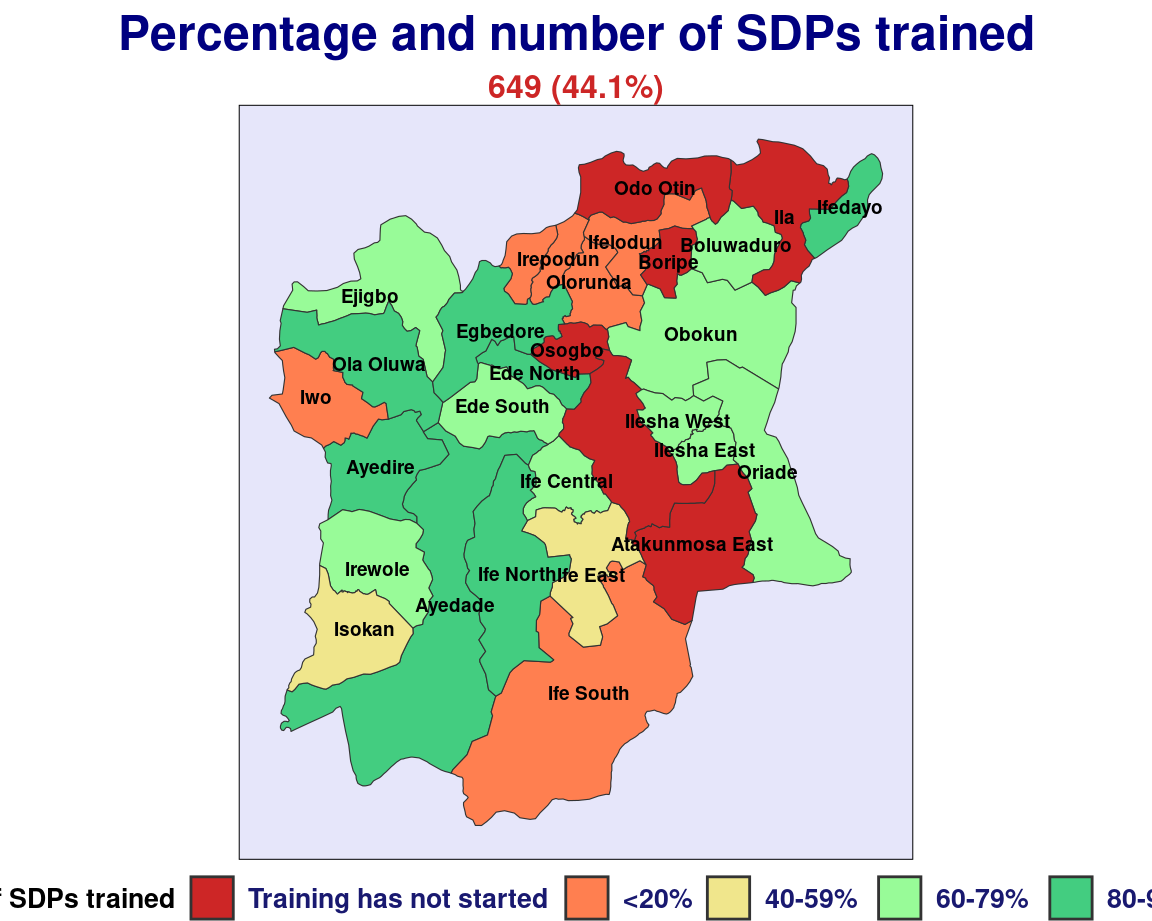 Percentage and number of SDPs trained
649 (44.1%)
Odo Otin
Ila
Ifedayo
Ifelodun
Boluwaduro
Irepodun
Boripe
Olorunda
Ejigbo
Egbedore
Obokun
Osogbo
Ola Oluwa
Ede North
Iwo
Ede South
Ilesha West
Ilesha East
Ayedire
Oriade
Ife Central
Atakunmosa East
Irewole
Ife North
Ife East
Ayedade
Isokan
Ife South
SDPs trained Training has not started <20% 40-59% 60-79%